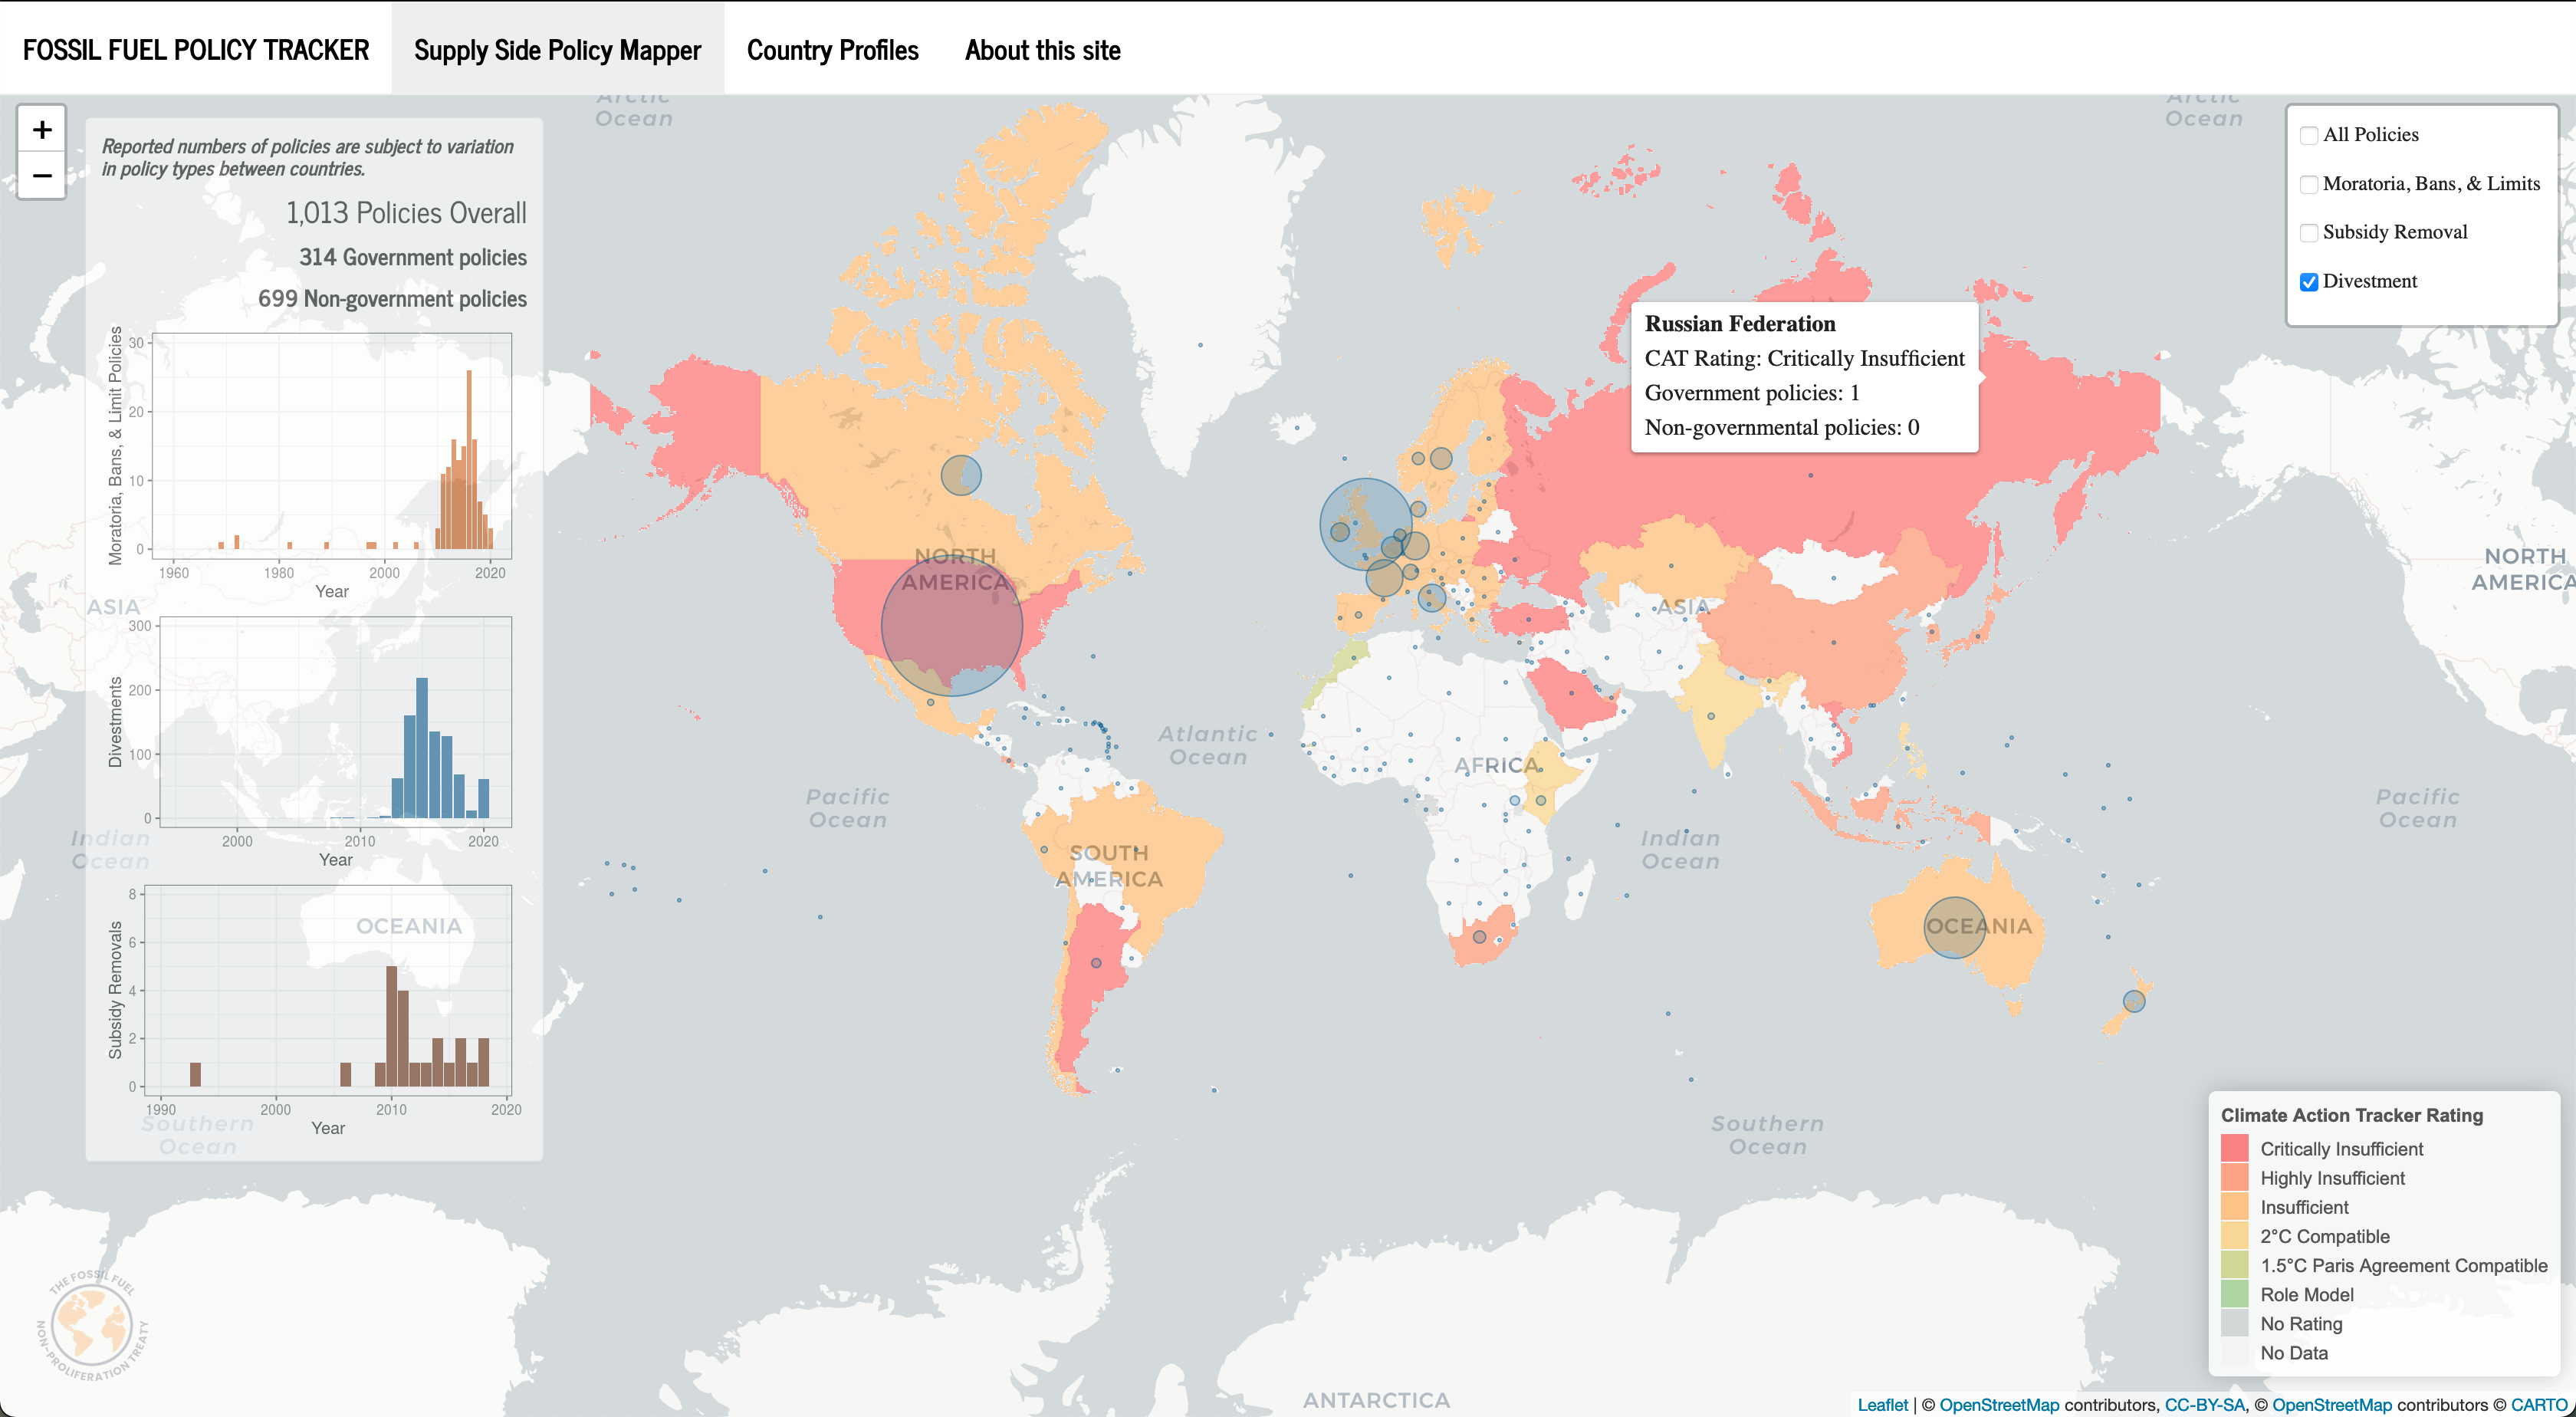 FOSSIL FUEL POLICY TRACKER
Supply Side Policy Mapper
Country Profiles
About this site
+
−
Reported numbers of policies are subject to variation
in policy types between countries.
1,013 Policies Overall
314 Government policies
699 Non-government policies
Moratoria, Bans, & Limit Policies
30
20
10
0
1960
1980
2000
2020
Year
Divestments
300
200
100
0
2000
2010
2020
Year
Subsidy Removals
8
6
4
2
0
1990
2000
2010
2020
Year
ASIA
Indian
Ocean
OCEANIA
Southern
Ocean
THE FOSSIL FUEL
NON-PROLIFERATION TREATY
Arctic
Ocean
NORTH
AMERICA
Pacific
Ocean
Atlantic
Ocean
SOUTH
AMERICA
AFRICA
ASIA
Indian
Ocean
OCEANIA
Southern
Ocean
ANTARCTICA
Russian Federation
CAT Rating: Critically Insufficient
Government policies: 1
Non-governmental policies: 0
Arctic
Ocean
All Policies
Moratoria, Bans, & Limits
Subsidy Removal
Divestment
NORTH
AMERICA
Pacific
Ocean
Climate Action Tracker Rating
Critically Insufficient
Highly Insufficient
Insufficient
2°C Compatible
1.5°C Paris Agreement Compatible
Role Model
No Rating
No Data
Leaflet | © OpenStreetMap contributors, CC-BY-SA, © OpenStreetMap contributors © CARTO